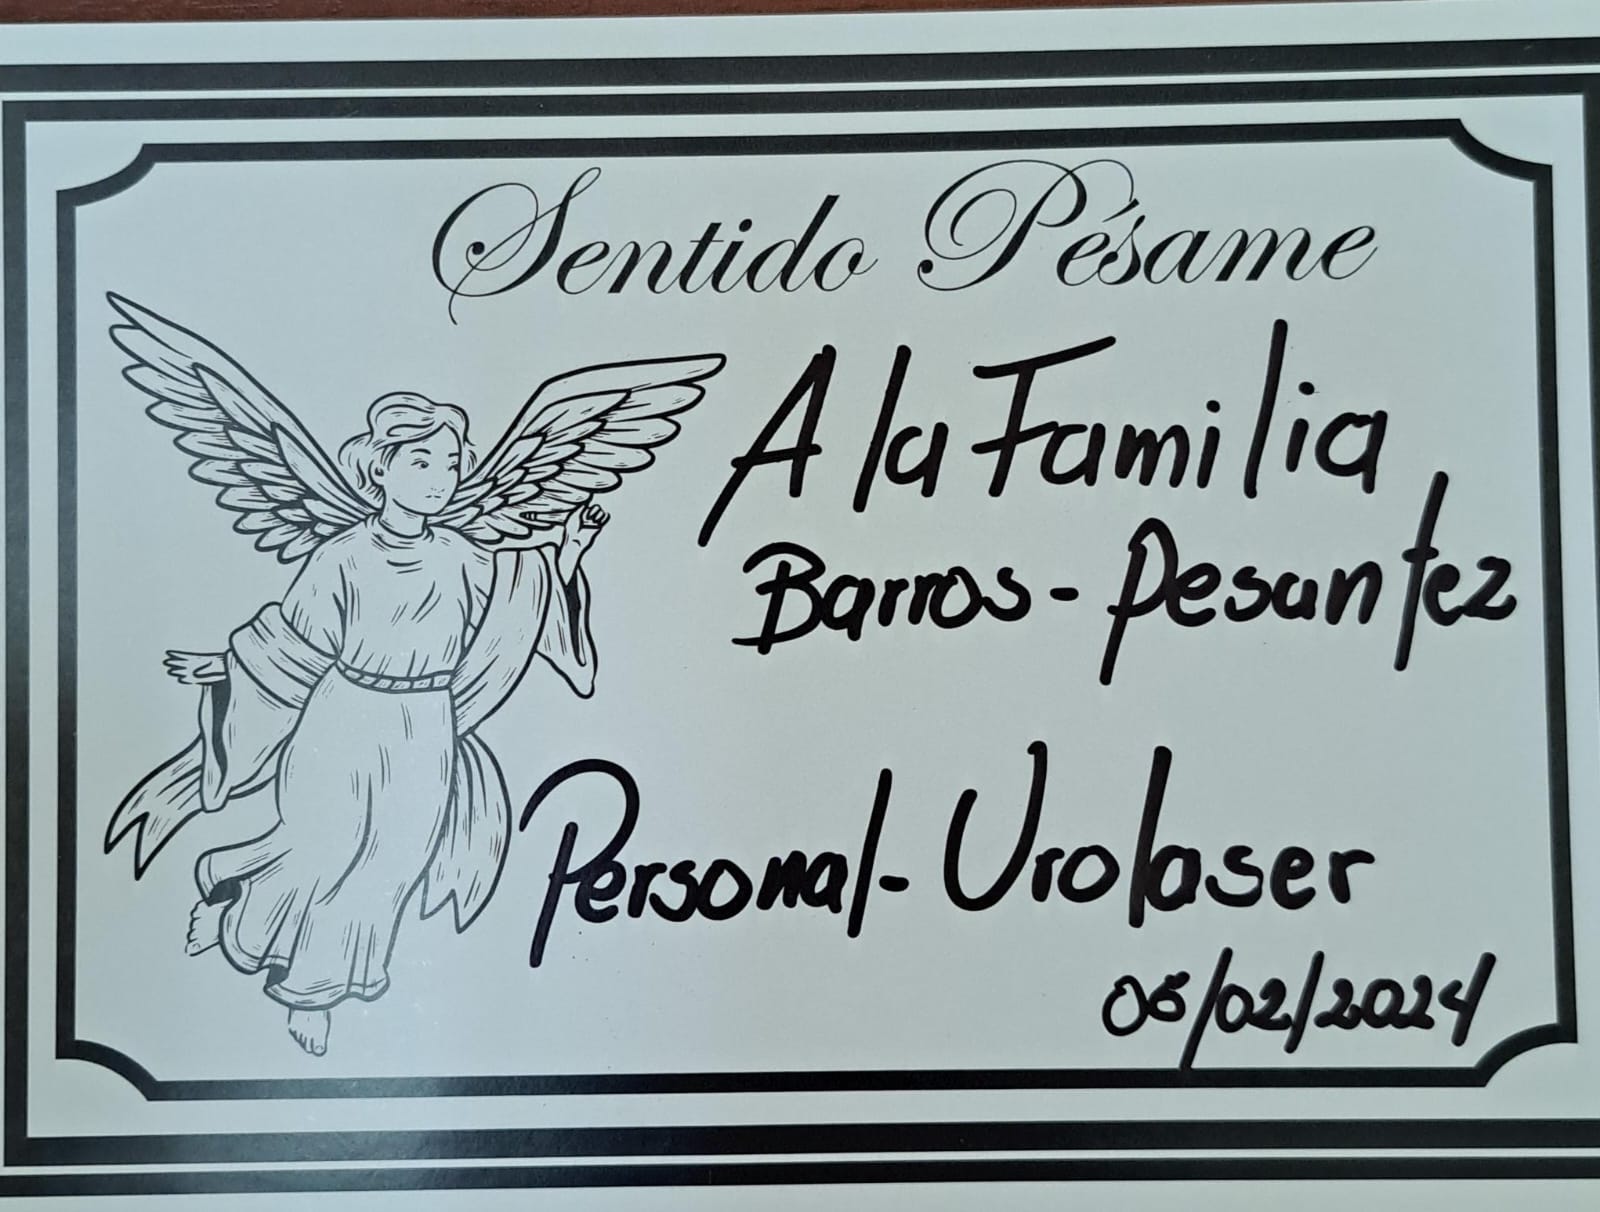 Sentido Pésame
A la Familia
Barros - Pesantez
Personal - Urolaser
05/02/2024